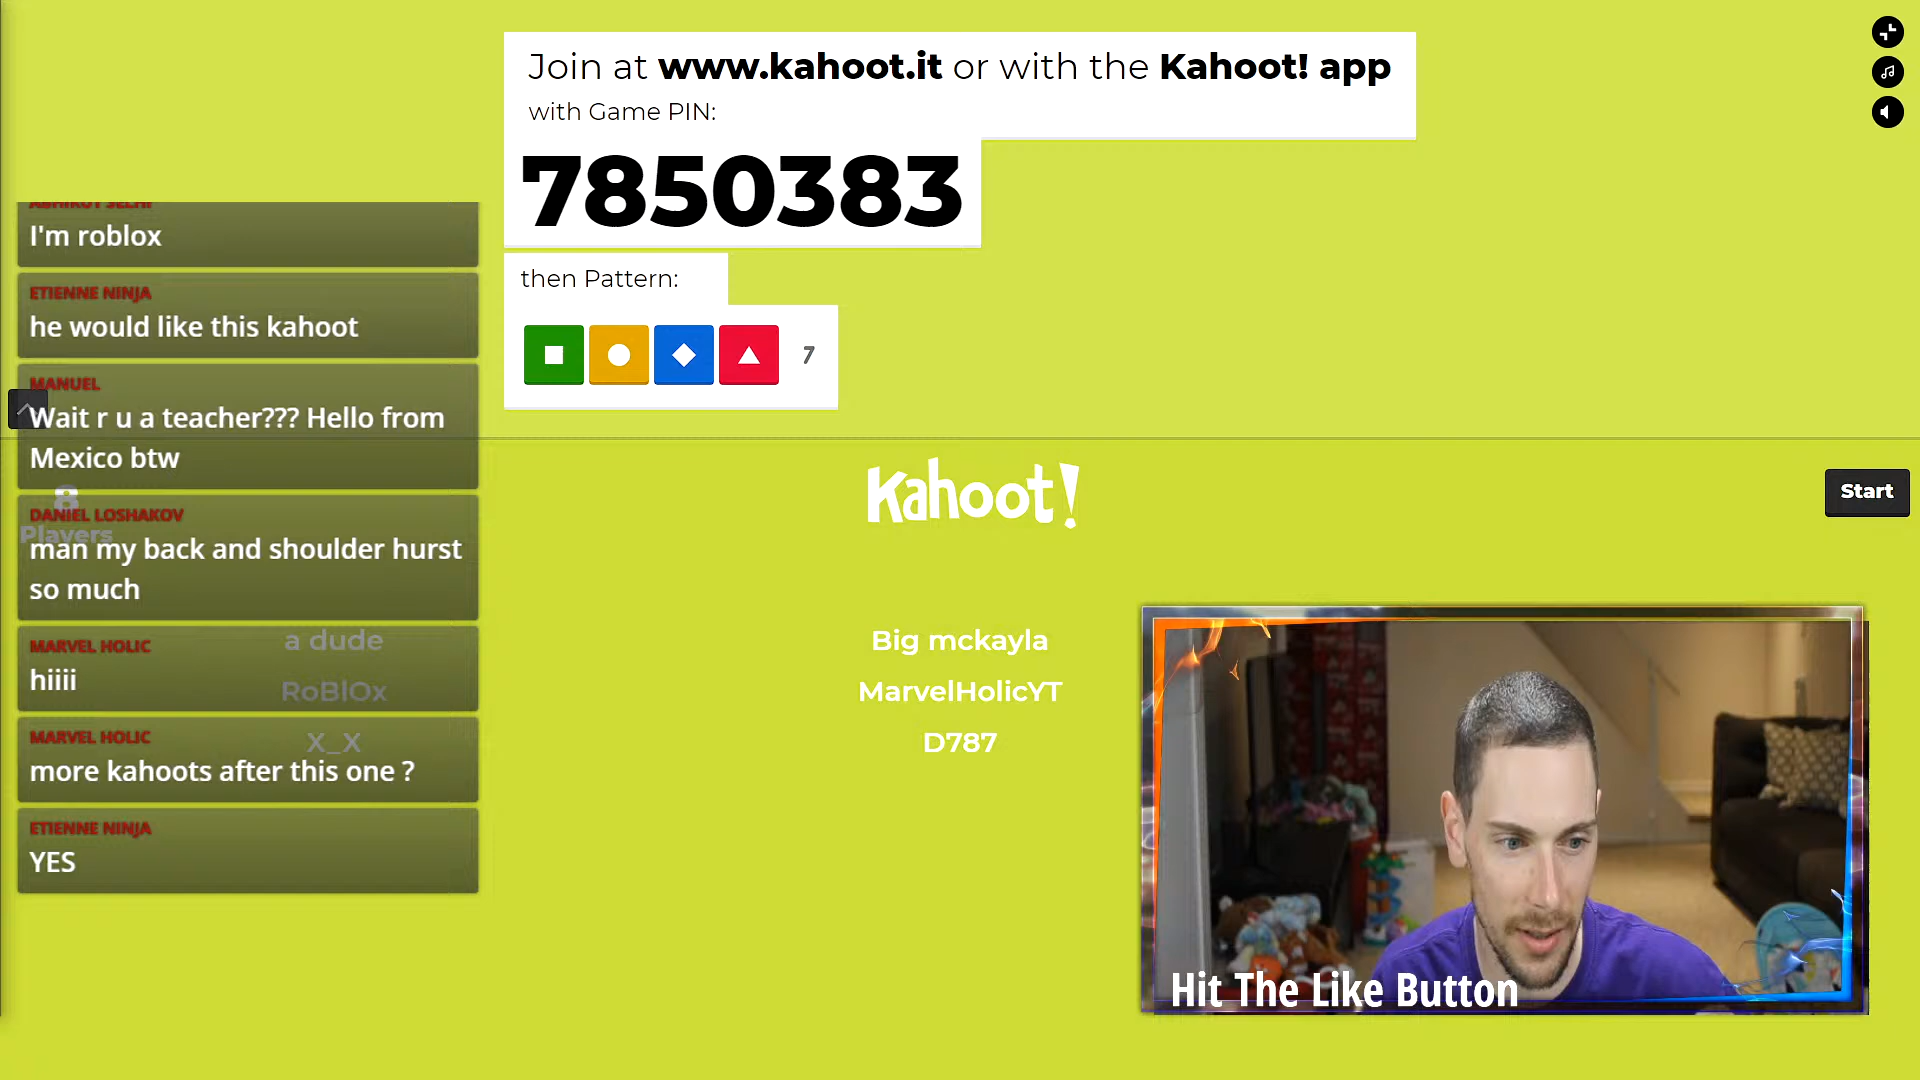 Join at www.kahoot.it or with the Kahoot! app
with Game PIN:
7850383
then Pattern:
7
I'm roblox
ETIENNE NINJA
he would like this kahoot
MANUEL
Wait r u a teacher??? Hello from
Mexico btw
8
Players
DANIEL LOSHAKOV
man my back and shoulder hurst
so much
MARVEL HOLIC
hiiii
MARVEL HOLIC
more kahoots after this one ?
ETIENNE NINJA
YES
Kahoot!
Start
a dude
Big mckayla
RoBlOx
MarvelHolicYT
X_X
D787
Hit The Like Button